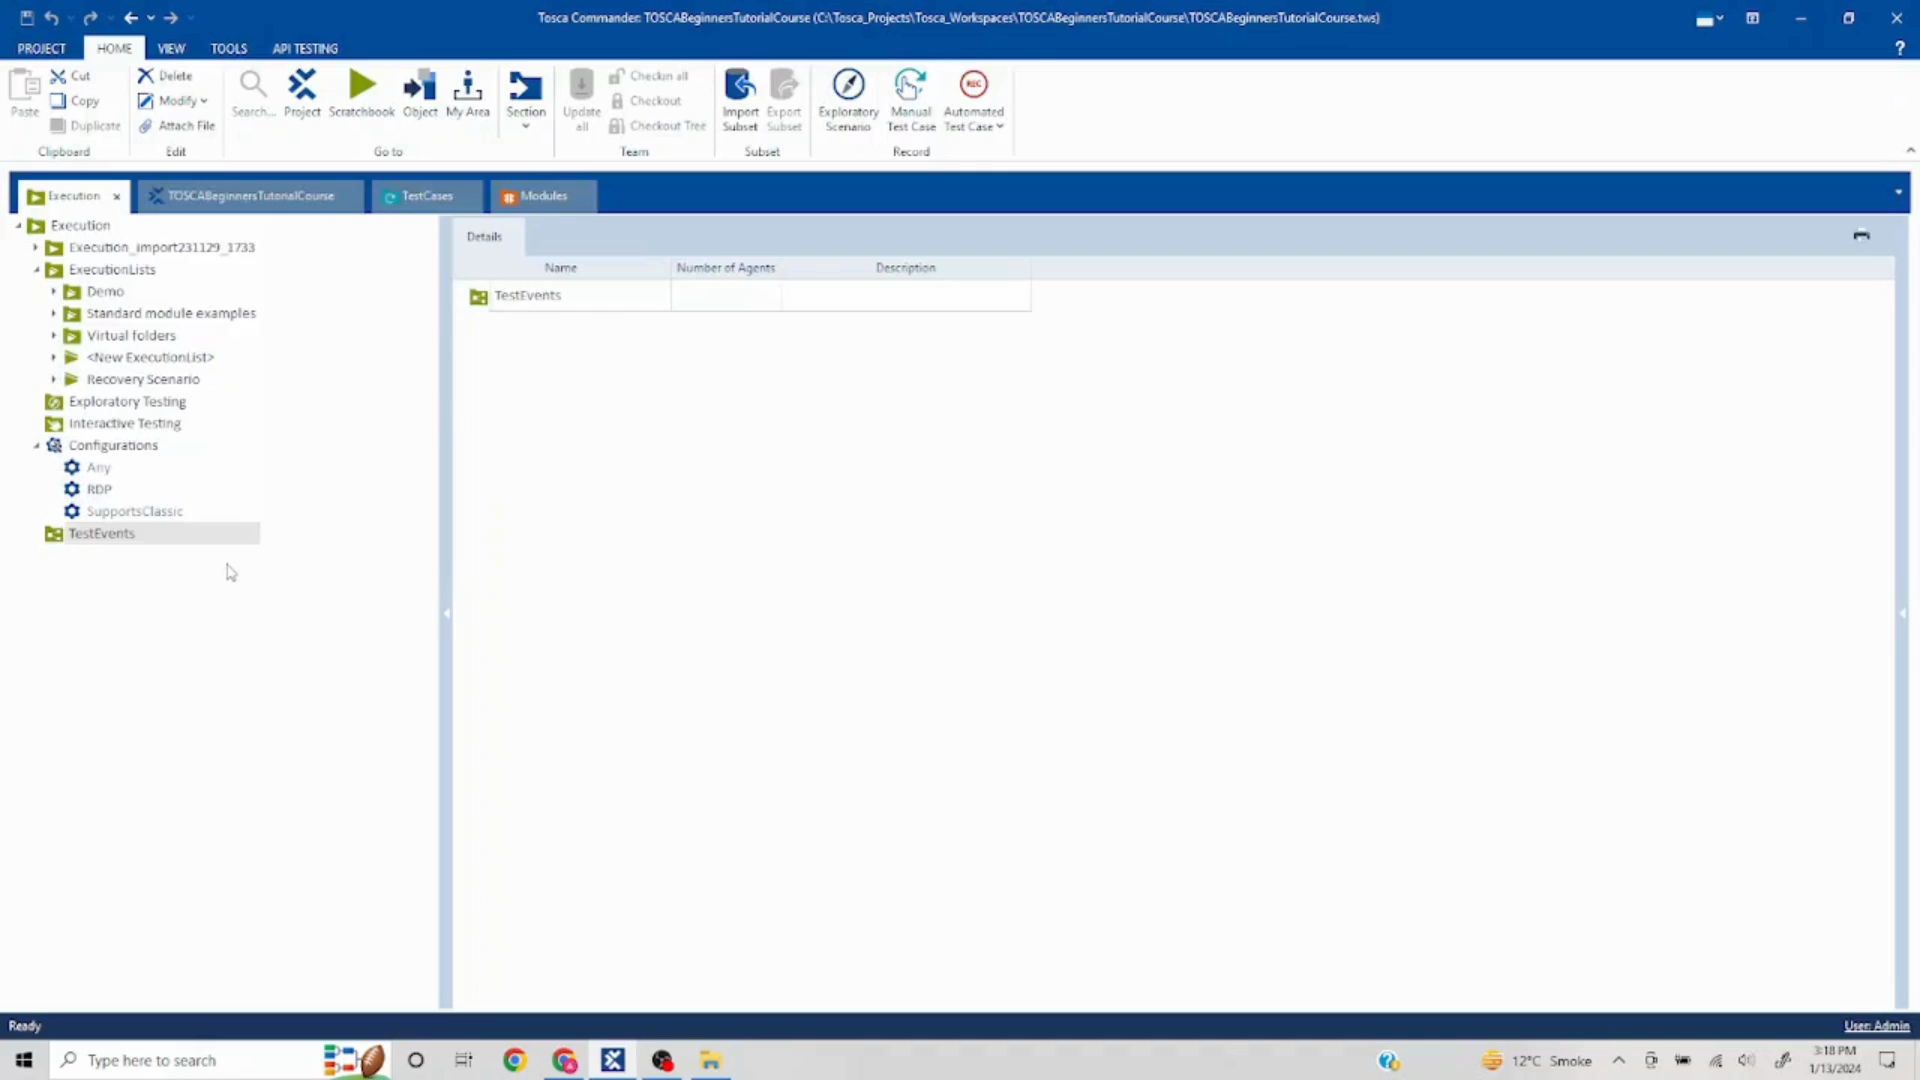 Tosca Commander: TOSCABeginnersTutorialCourse (C:\Tosca_Projects\Tosca_Workspaces\TOSCABeginnersTutorialCourse\TOSCABeginnersTutorialCourse.tws)
PROJECT HOME VIEW TOOLS API TESTING ?
Paste
Cut
Copy
Duplicate
Clipboard
Delete
Modify
Attach File
Edit
Search... Project Scratchbook Object My Area
Go to
Section
Update all
Checkin all
Checkout
Checkout Tree
Team
Import Subset
Export Subset
Subset
Exploratory Scenario
Manual Test Case
REC
Automated Test Case
Record
Execution x TOSCABeginnersTutorialCourse TestCases Modules
Execution
Execution_import231129_1733
ExecutionLists
Demo
Standard module examples
Virtual folders
<New ExecutionList>
Recovery Scenario
Exploratory Testing
Interactive Testing
Configurations
Any
RDP
SupportsClassic
TestEvents
Details
Name Number of Agents Description
TestEvents
Ready
User: Admin
Type here to search
12°C Smoke
3:18 PM
1/13/2024